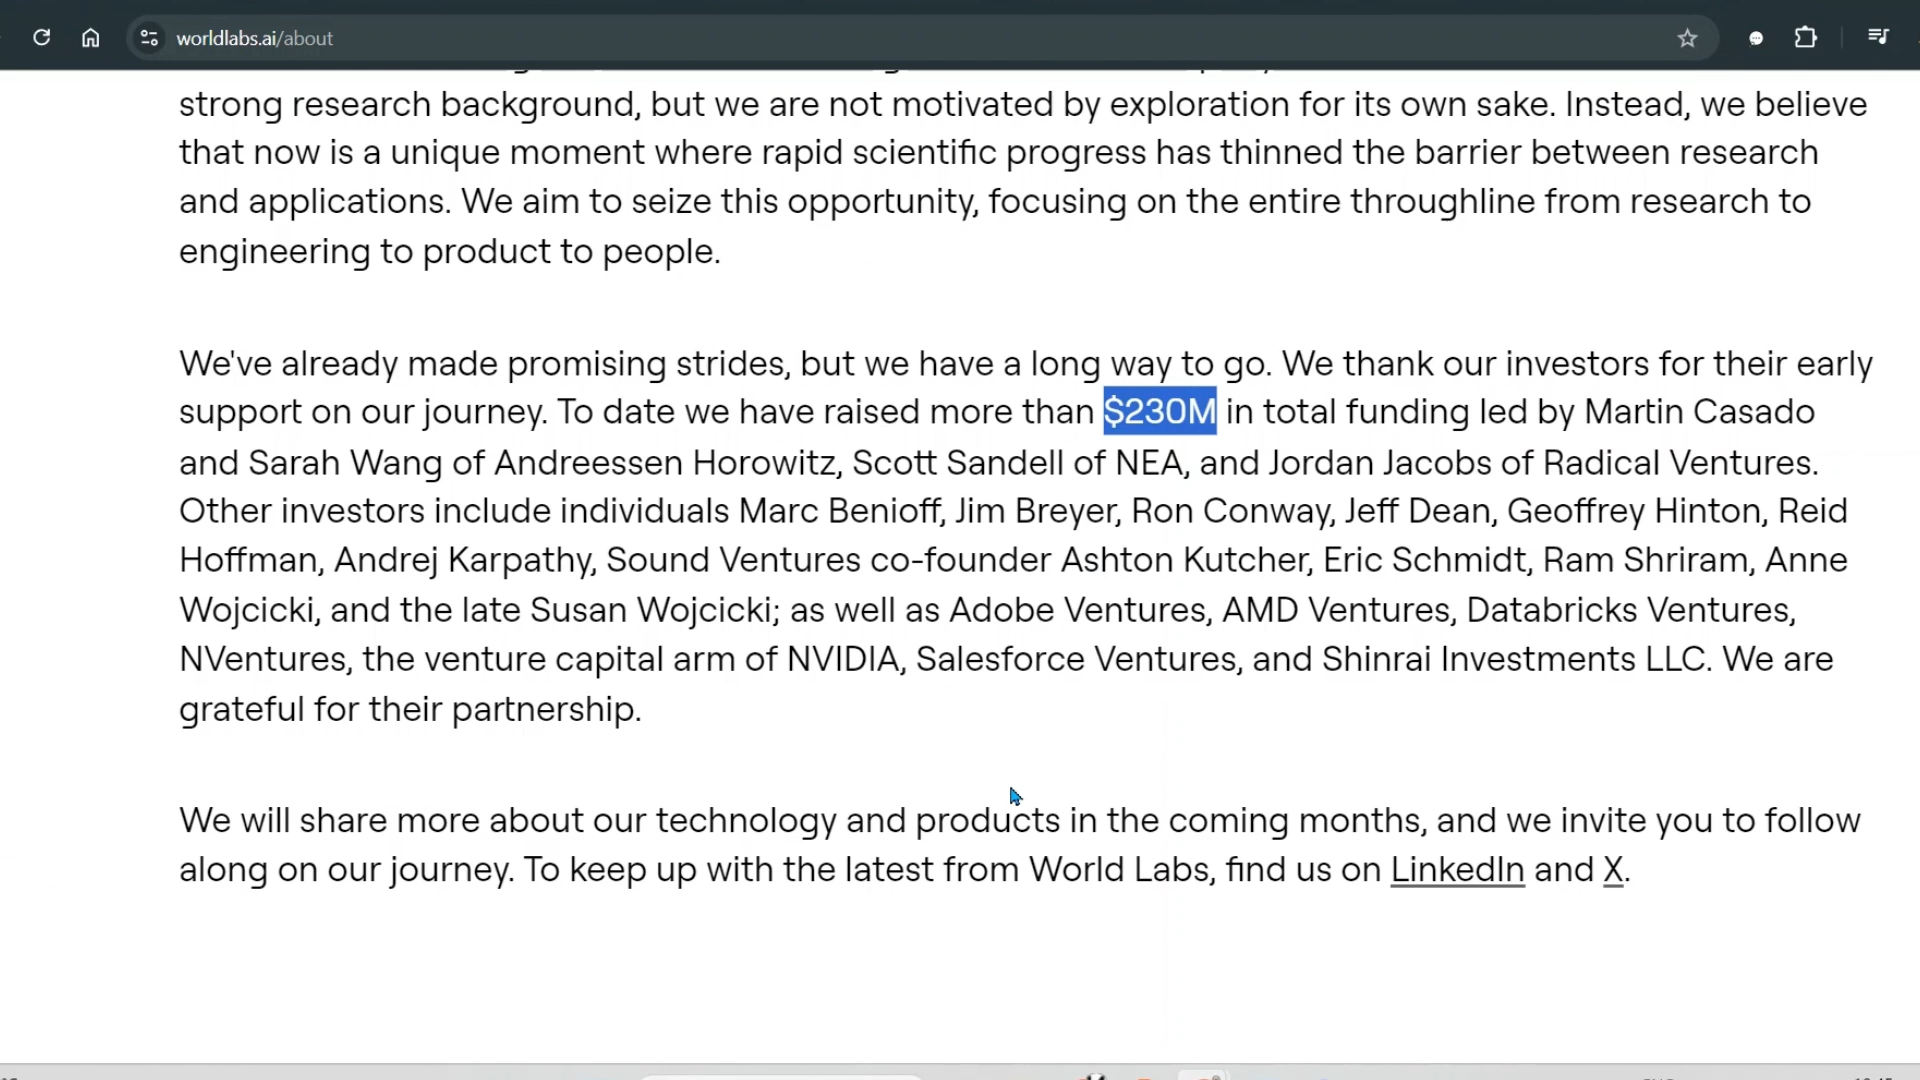 worldlabs.ai/about
strong research background, but we are not motivated by exploration for its own sake. Instead, we believe
that now is a unique moment where rapid scientific progress has thinned the barrier between research
and applications. We aim to seize this opportunity, focusing on the entire throughline from research to
engineering to product to people.
We've already made promising strides, but we have a long way to go. We thank our investors for their early
support on our journey. To date we have raised more than $230M in total funding led by Martin Casado
and Sarah Wang of Andreessen Horowitz, Scott Sandell of NEA, and Jordan Jacobs of Radical Ventures.
Other investors include individuals Marc Benioff, Jim Breyer, Ron Conway, Jeff Dean, Geoffrey Hinton, Reid
Hoffman, Andrej Karpathy, Sound Ventures co-founder Ashton Kutcher, Eric Schmidt, Ram Shriram, Anne
Wojcicki, and the late Susan Wojcicki; as well as Adobe Ventures, AMD Ventures, Databricks Ventures,
NVentures, the venture capital arm of NVIDIA, Salesforce Ventures, and Shinrai Investments LLC. We are
grateful for their partnership.
We will share more about our technology and products in the coming months, and we invite you to follow
along on our journey. To keep up with the latest from World Labs, find us on LinkedIn and X.